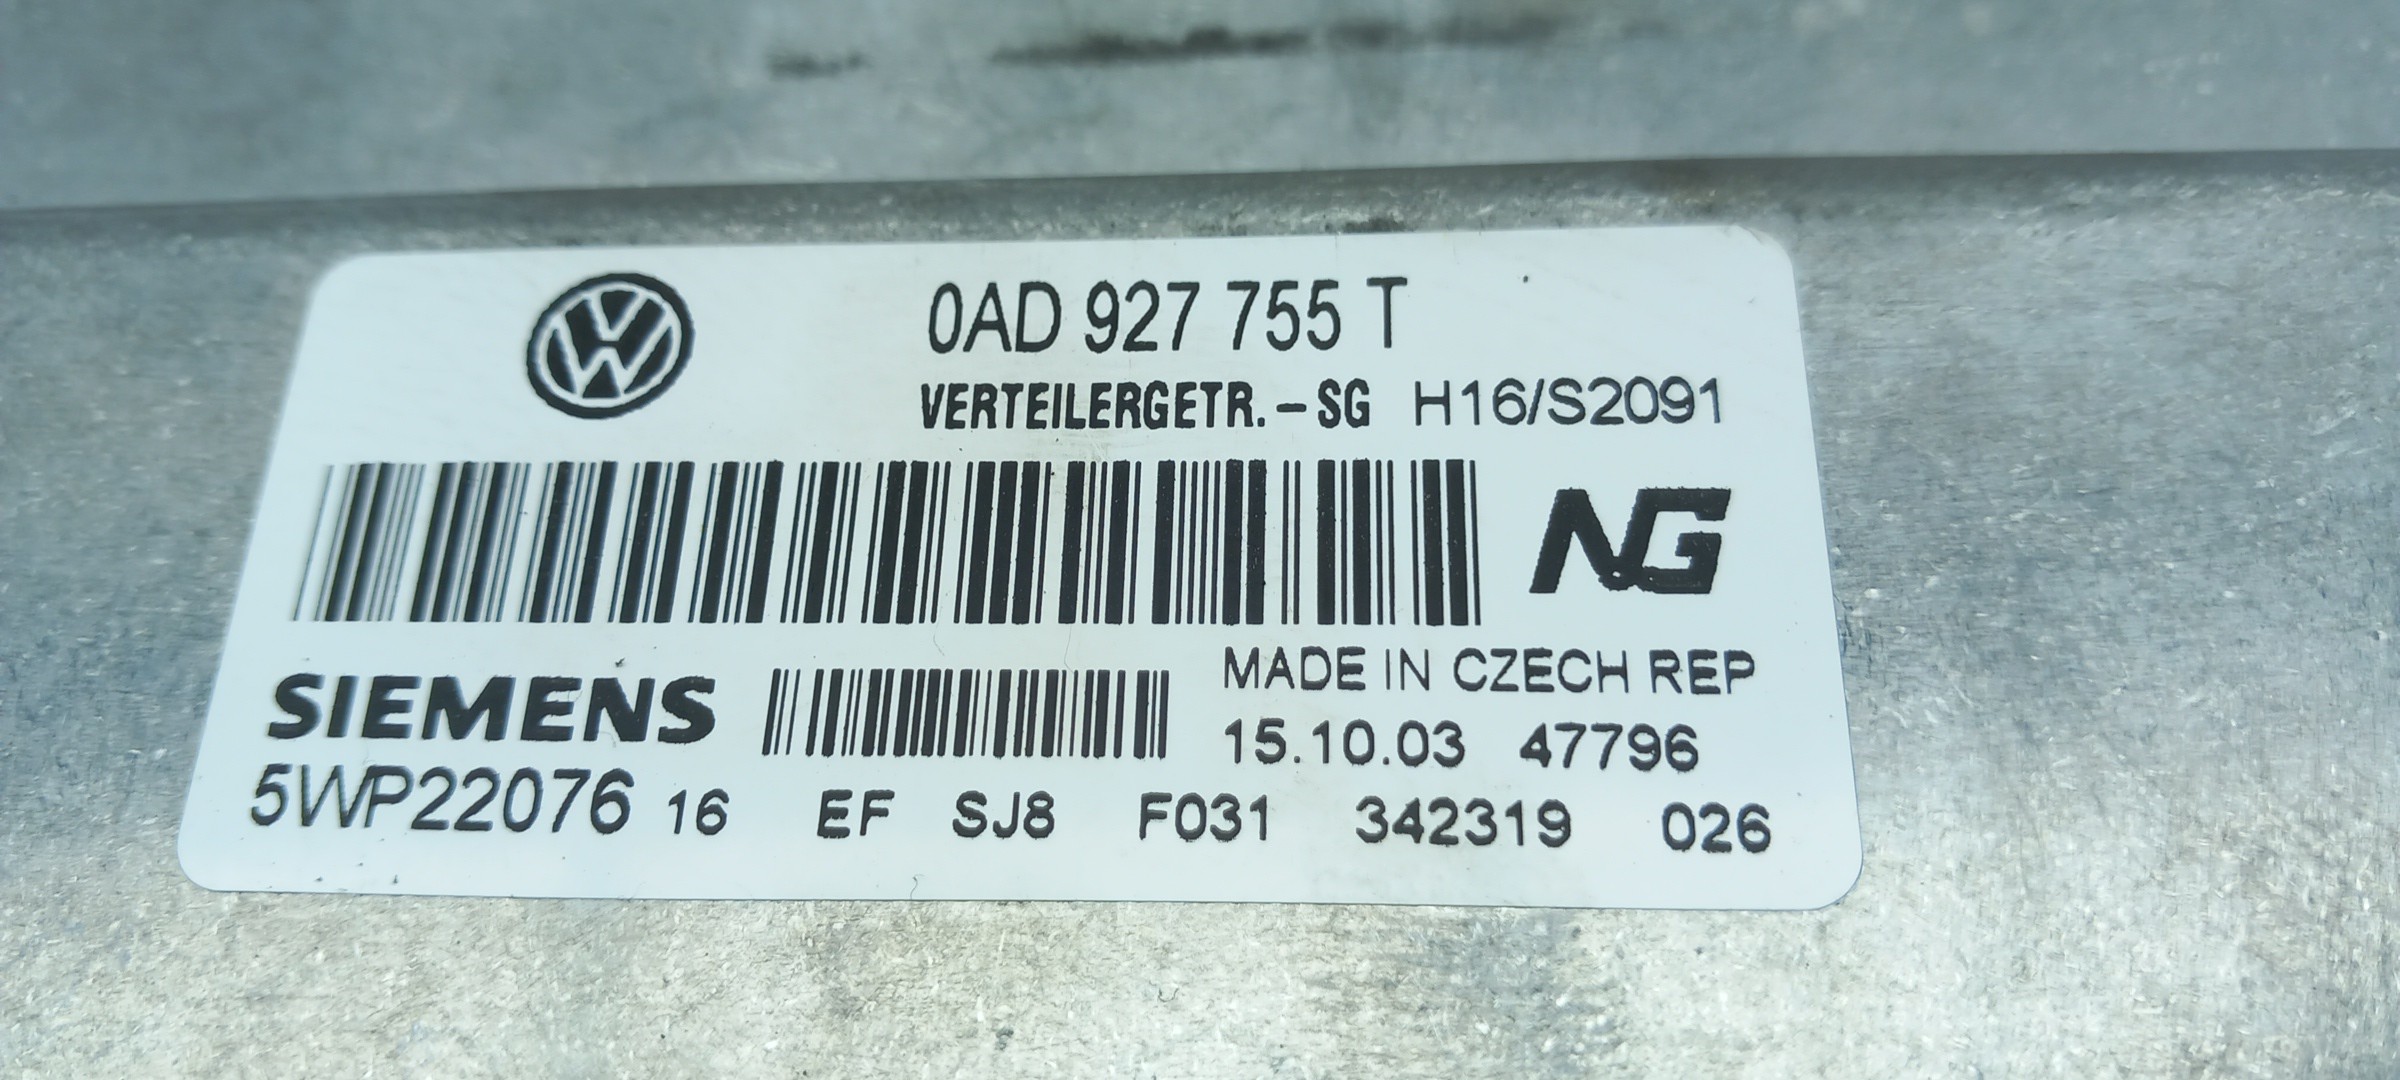 0AD 927 755 T
VERTEILERGETR.-SG H16/S2091
NG
SIEMENS
MADE IN CZECH REP
15.10.03 47796
5WP22076 16 EF SJ8 F031 342319 026